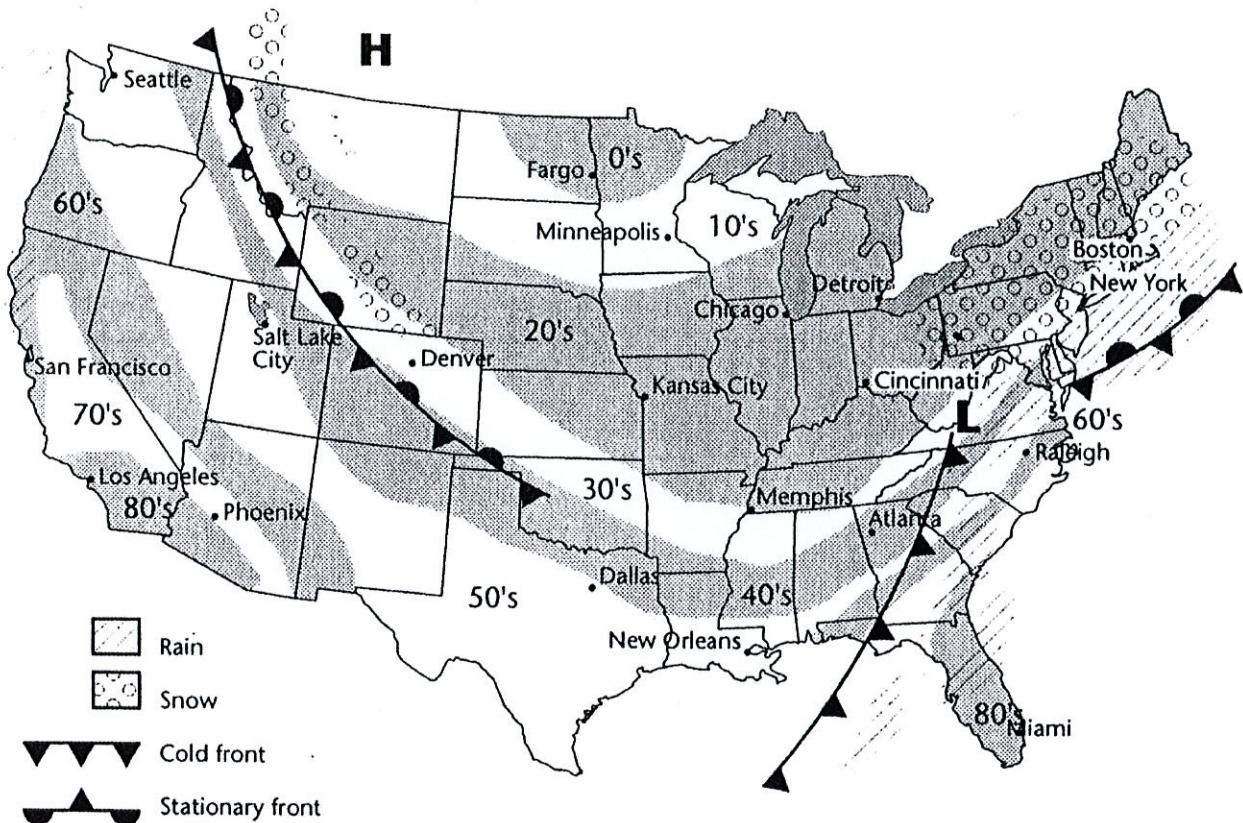 H
Seattle
Fargo
0's
60's
Minneapolis
10's
Boston
New York
Detroit
Chicago
20's
Salt Lake
City
Denver
San Francisco
Kansas City
Cincinnati
70's
L
60's
Raleigh
Los Angeles
30's
Memphis
80's
Phoenix
Atlanta
Dallas
50's
40's
New Orleans
Rain
Snow
80's
Miami
Cold front
Stationary front